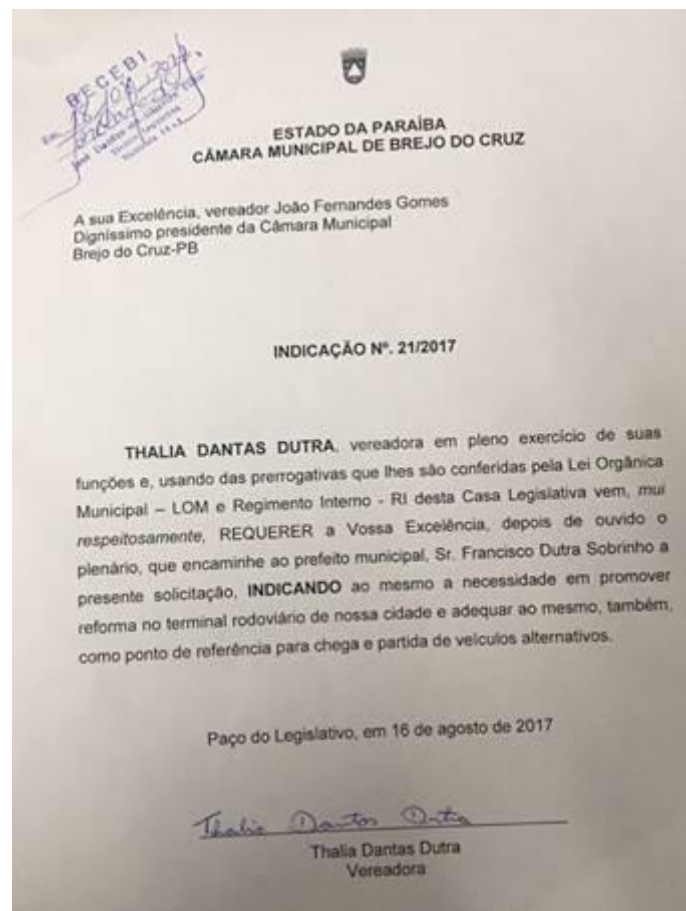 RECEBI
Em
ESTADO DA PARAÍBA
CÂMARA MUNICIPAL DE BREJO DO CRUZ
A sua Excelência, vereador João Fernandes Gomes
Digníssimo presidente da Câmara Municipal
Brejo do Cruz-PB
INDICAÇÃO Nº. 21/2017
THALIA DANTAS DUTRA, vereadora em pleno exercício de suas
funções e, usando das prerrogativas que lhes são conferidas pela Lei Orgânica
Municipal – LOM e Regimento Interno - RI desta Casa Legislativa vem, mui
respeitosamente, REQUERER a Vossa Excelência, depois de ouvido o
plenário, que encaminhe ao prefeito municipal, Sr. Francisco Dutra Sobrinho a
presente solicitação, INDICANDO ao mesmo a necessidade em promover
reforma no terminal rodoviário de nossa cidade e adequar ao mesmo, também,
como ponto de referência para chega e partida de veículos alternativos.
Paço do Legislativo, em 16 de agosto de 2017
Thalia Dantas Dutra
Thalia Dantas Dutra
Vereadora